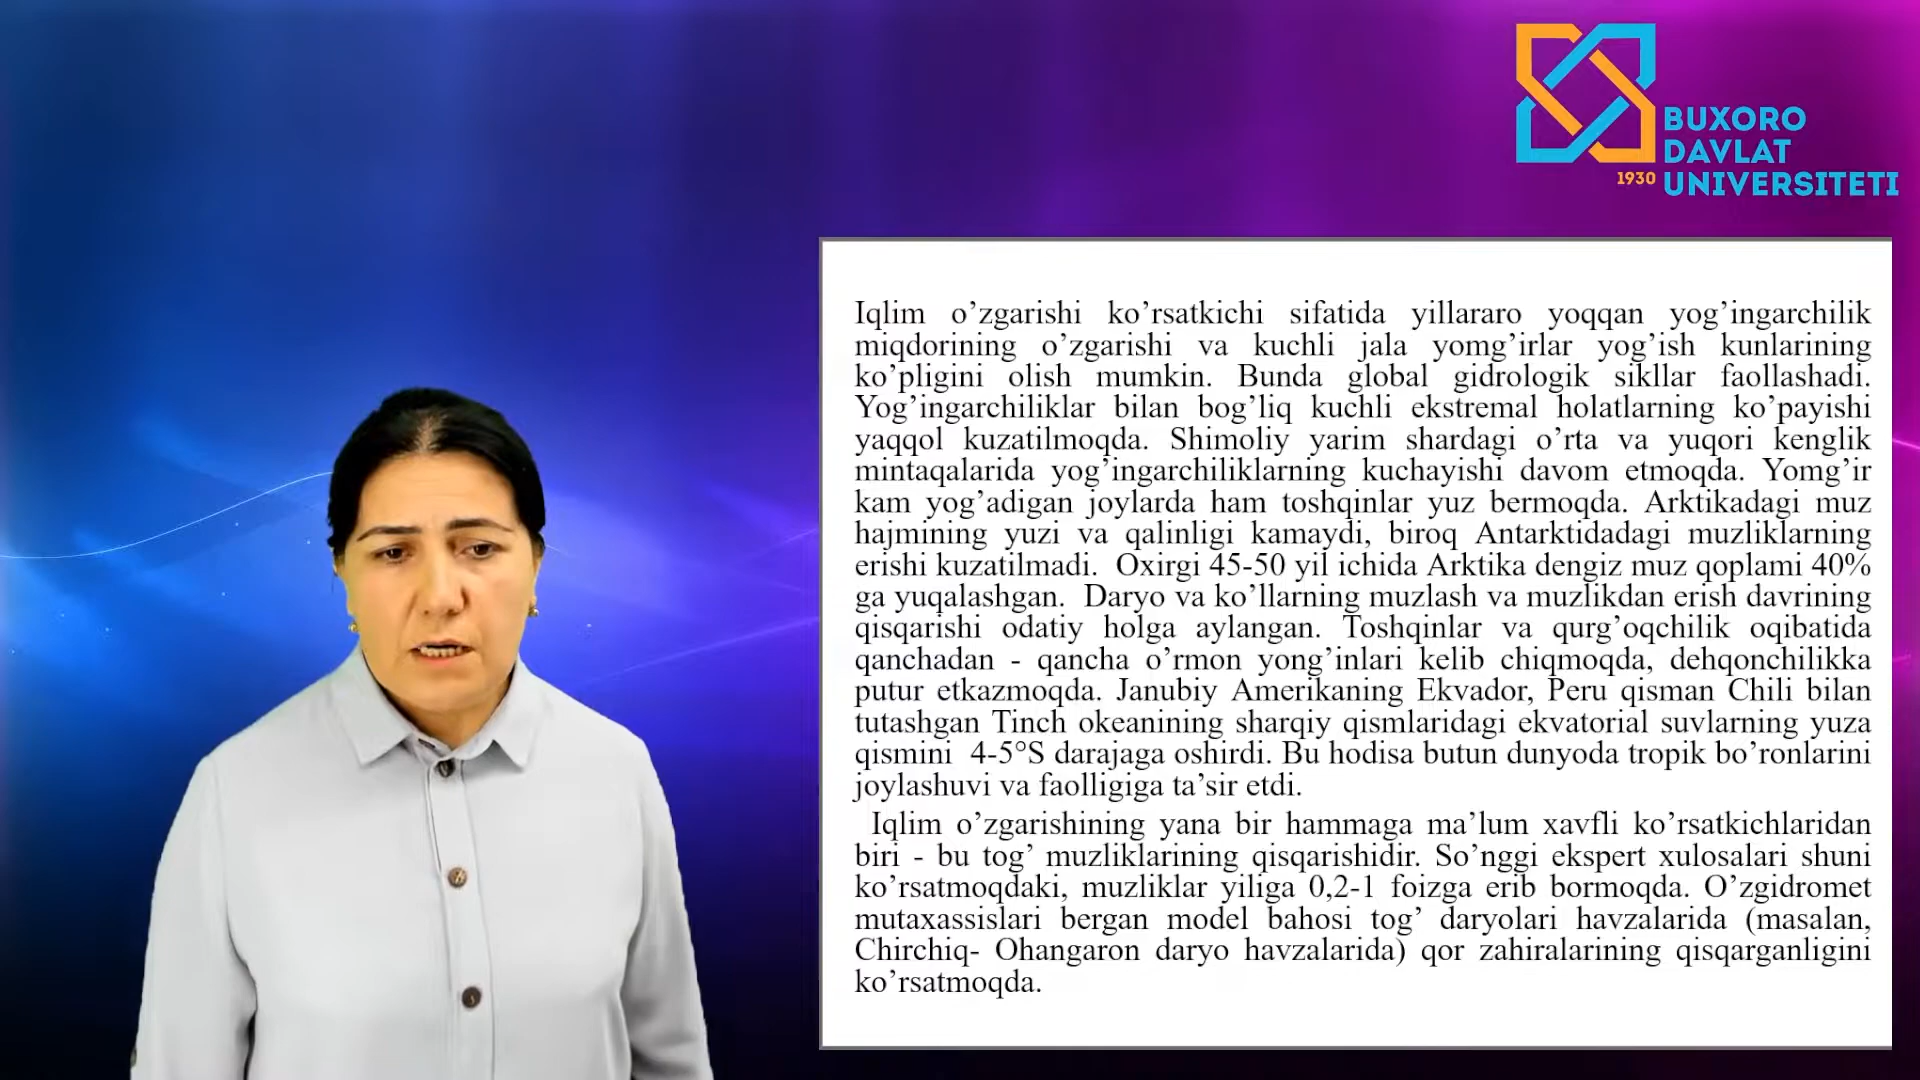 BUXORO
DAVLAT
1930 UNIVERSITETI
Iqlim o’zgarishi ko’rsatkichi sifatida yillararo yoqqan yog’ingarchilik
miqdorining o’zgarishi va kuchli jala yomg’irlar yog’ish kunlarining
ko’pligini olish mumkin. Bunda global gidrologik sikllar faollashadi.
Yog’ingarchiliklar bilan bog’liq kuchli ekstremal holatlarning ko’payishi
yaqqol kuzatilmoqda. Shimoliy yarim shardagi o’rta va yuqori kenglik
mintaqalarida yog’ingarchiliklarning kuchayishi davom etmoqda. Yomg’ir
kam yog’adigan joylarda ham toshqinlar yuz bermoqda. Arktikadagi muz
hajmining yuzi va qalinligi kamaydi, biroq Antarktidadagi muzliklarning
erishi kuzatilmadi. Oxirgi 45-50 yil ichida Arktika dengiz muz qoplami 40%
ga yuqalashgan. Daryo va ko’llarning muzlash va muzlikdan erish davrining
qisqarishi odatiy holga aylangan. Toshqinlar va qurg’oqchilik oqibatida
qanchadan - qancha o’rmon yong’inlari kelib chiqmoqda, dehqonchilikka
putur etkazmoqda. Janubiy Amerikaning Ekvador, Peru qisman Chili bilan
tutashgan Tinch okeanining sharqiy qismlaridagi ekvatorial suvlarning yuza
qismini 4-5°S darajaga oshirdi. Bu hodisa butun dunyoda tropik bo’ronlarini
joylashuvi va faolligiga ta’sir etdi.
Iqlim o’zgarishining yana bir hammaga ma’lum xavfli ko’rsatkichlaridan
biri - bu tog’ muzliklarining qisqarishidir. So’nggi ekspert xulosalari shuni
ko’rsatmoqdaki, muzliklar yiliga 0,2-1 foizga erib bormoqda. O’zgidromet
mutaxassislari bergan model bahosi tog’ daryolari havzalarida (masalan,
Chirchiq- Ohangaron daryo havzalarida) qor zahiralarining qisqarganligini
ko’rsatmoqda.